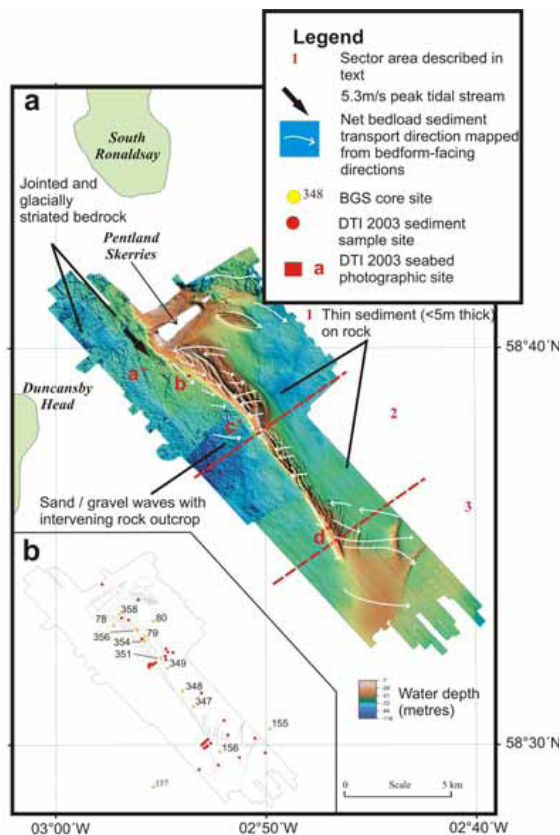 Legend
1 Sector area described in
text
5.3m/s peak tidal stream
Net bedload sediment
transport direction mapped
from bedform-facing
directions
348 BGS core site
DTI 2003 sediment
sample site
a DTI 2003 seabed
photographic site
a
South
Ronaldsay
Jointed and
glacially
striated bedrock
Pentland
Skerries
1 Thin sediment (<5m thick)
on rock
58°40´N
Duncansby
Head
a
b
c
2
3
Sand / gravel waves with
intervening rock outcrop
d
b
358
78
80
356
79
354
351
349
348
347
155
156
Water depth
(metres)
58°30´N
0 Scale 5 km
03°00´W
02°50´W
02°40´W